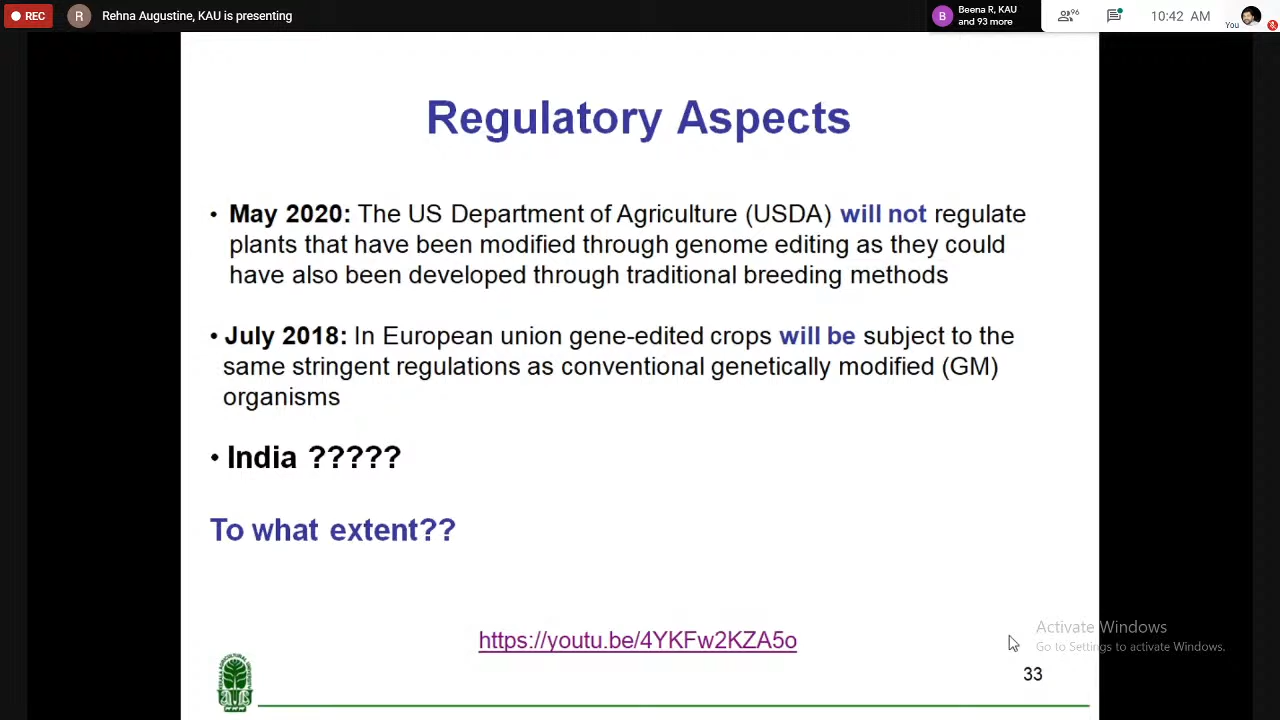 REC
R
Rehna Augustine, KAU is presenting
B
Beena R, KAU
and 93 more
96
10:42 AM
You
Regulatory Aspects
• May 2020: The US Department of Agriculture (USDA) will not regulate
plants that have been modified through genome editing as they could
have also been developed through traditional breeding methods
• July 2018: In European union gene-edited crops will be subject to the
same stringent regulations as conventional genetically modified (GM)
organisms
• India ?????
To what extent??
https://youtu.be/4YKFw2KZA5o
Activate Windows
Go to Settings to activate Windows.
33